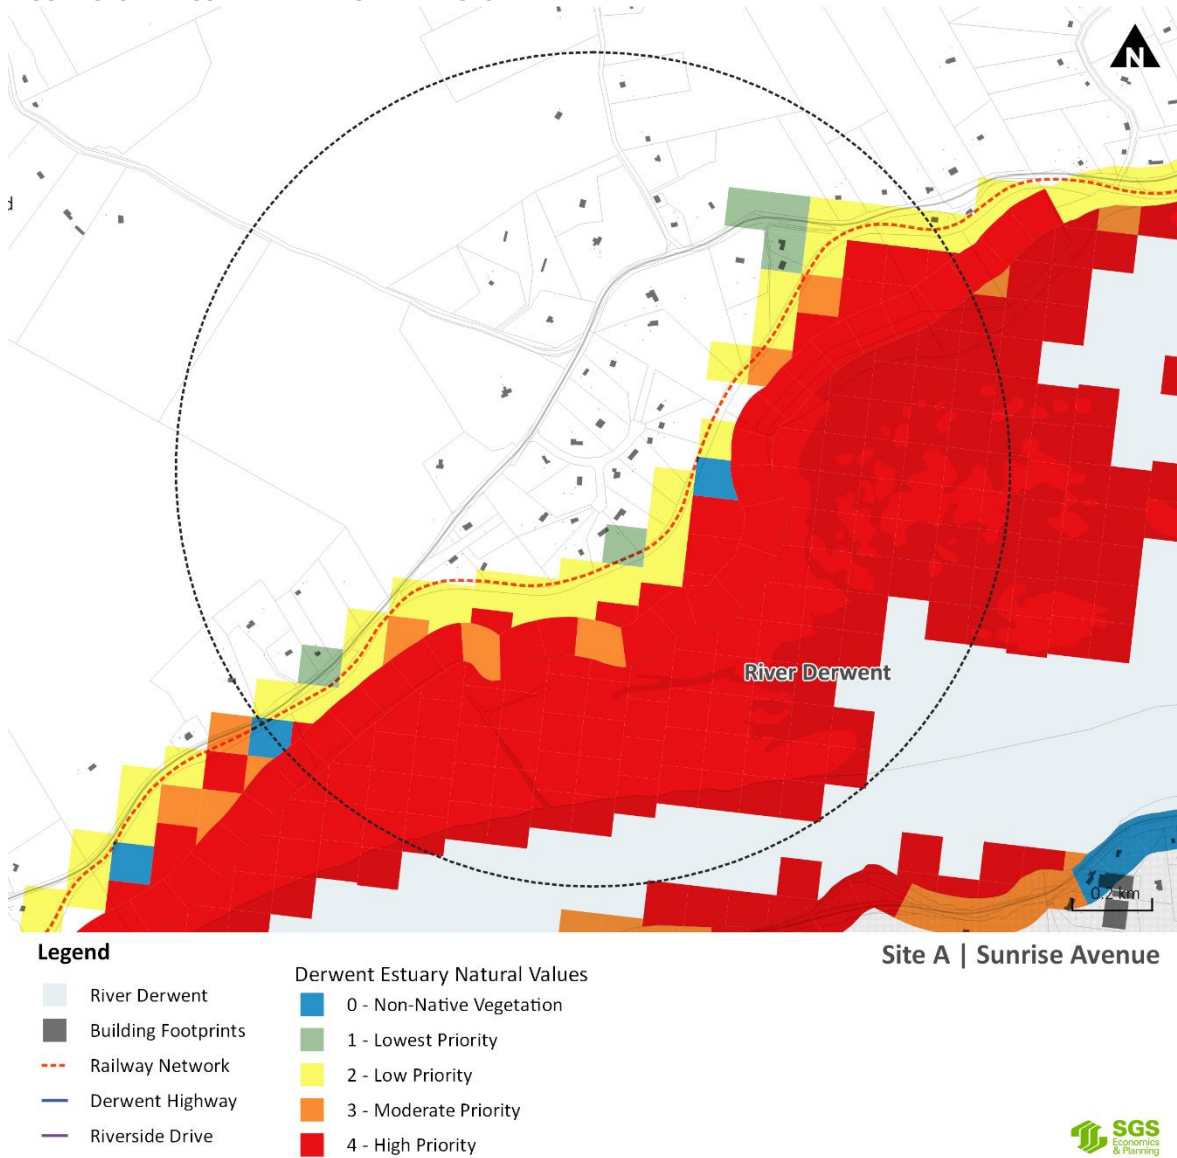 N
d
River Derwent
0.2 km
Legend
River Derwent
Building Footprints
Railway Network
Derwent Highway
Riverside Drive
Derwent Estuary Natural Values
0 - Non-Native Vegetation
1 - Lowest Priority
2 - Low Priority
3 - Moderate Priority
4 - High Priority
Site A | Sunrise Avenue
SGS
Economics
& Planning